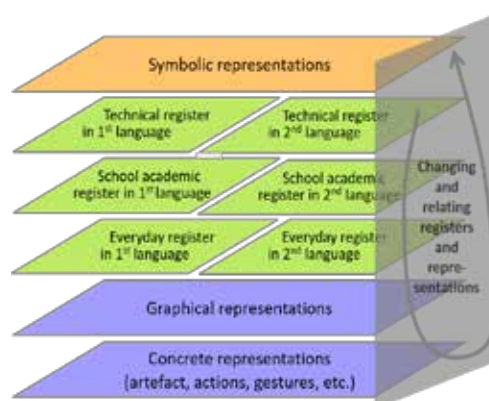 Symbolic representations
Technical register
in 1st language
Technical register
in 2nd language
School academic
register in 1st language
School academic
register in 2nd language
Everyday register
in 1st language
Everyday register
in 2nd language
Graphical representations
Concrete representations
(artefact, actions, gestures, etc.)
Changing
and
relating
registers
and
repre-
sentations